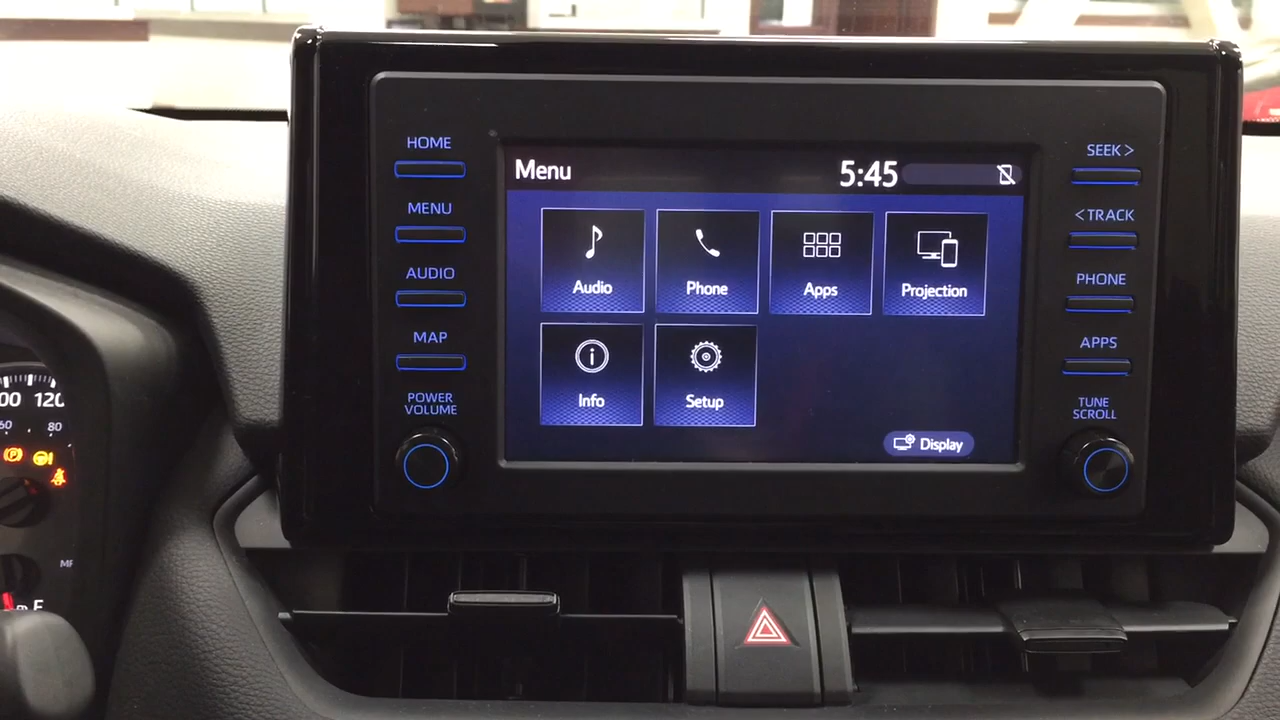 HOME
MENU
AUDIO
MAP
POWER
VOLUME
Menu
5:45
Audio
Phone
Apps
Projection
Info
Setup
Display
SEEK >
< TRACK
PHONE
APPS
TUNE
SCROLL
120
80
E